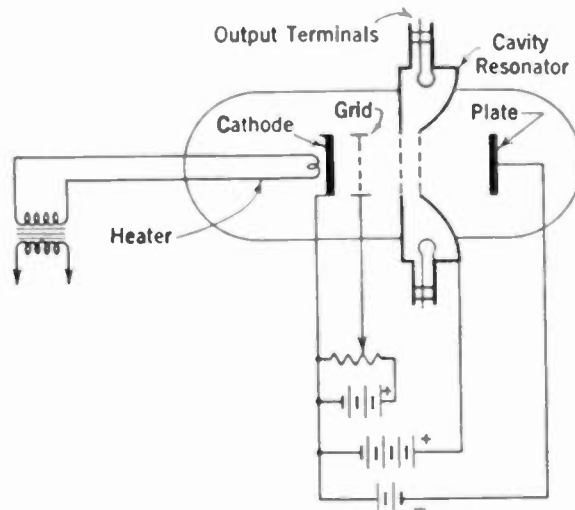 Output Terminals
Cavity
Resonator
Grid
Cathode
Plate
Heater
+
+
–